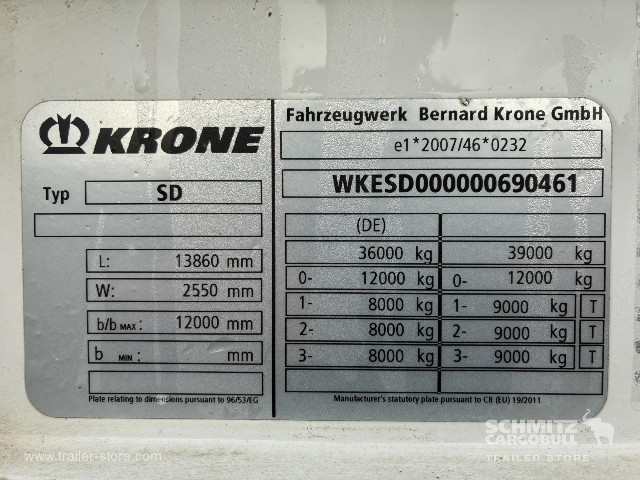 KRONE
Typ SD
L: 13860 mm
W: 2550 mm
b/b MAX: 12000 mm
b MIN: mm
Plate relating to dimensions pursuant to 96/53/EG
Fahrzeugwerk Bernard Krone GmbH
e1*2007/46*0232
WKESD000000690461
(DE)
36000 kg 39000 kg
0- 12000 kg 0- 12000 kg
1- 8000 kg 1- 9000 kg T
2- 8000 kg 2- 9000 kg T
3- 8000 kg 3- 9000 kg T
Manufacturer's statutory plate pursuant to CR (EU) 19/2011
www.trailer-store.com
SCHMITZ
CARGOBULL
TRAILER STORE